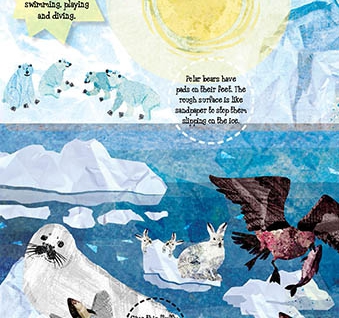 swimming, playing
and diving.
Polar bears have
pads on their feet. The
rough surface is like
sandpaper to stop them
slipping on the ice.